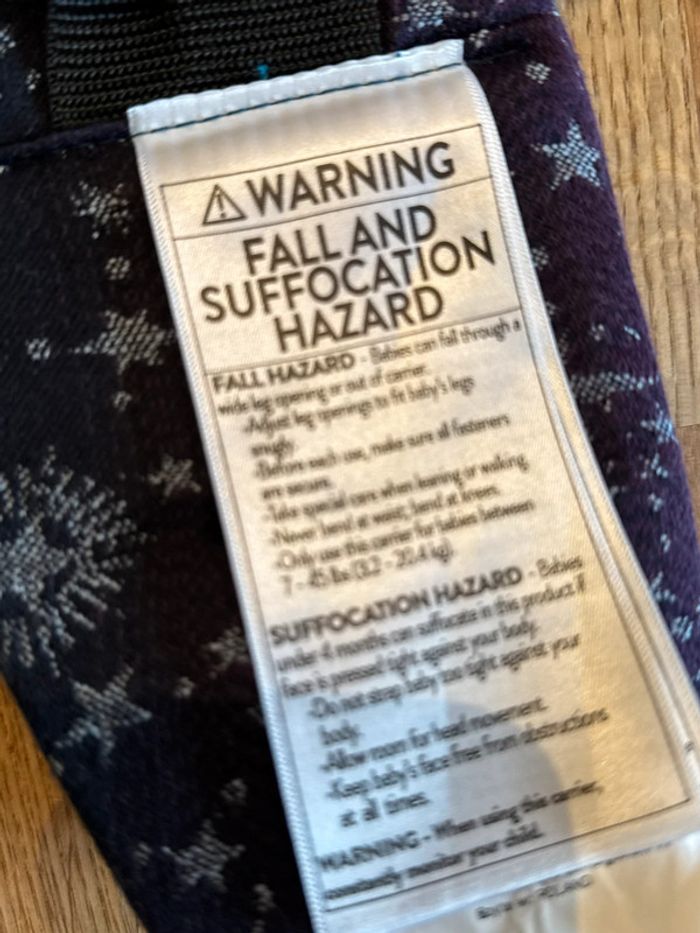 ⚠ WARNING
FALL AND
SUFFOCATION
HAZARD
FALL HAZARD - Babies can fall through a
wide leg opening or out of carrier.
-Adjust leg openings to fit baby's legs
snugly.
-Before each use, make sure all fasteners
are secure.
-Take special care when leaning or walking.
-Never bend at waist; bend at knees.
-Only use this carrier for babies between
7 - 45 lbs (3.2 - 20.4 kg).
SUFFOCATION HAZARD - Babies
under 4 months can suffocate in this product if
face is pressed tight against your body.
-Do not strap baby too tight against your
body.
-Allow room for head movement.
-Keep baby's face free from obstructions
at all times.
WARNING - When using this carrier,
constantly monitor your child.